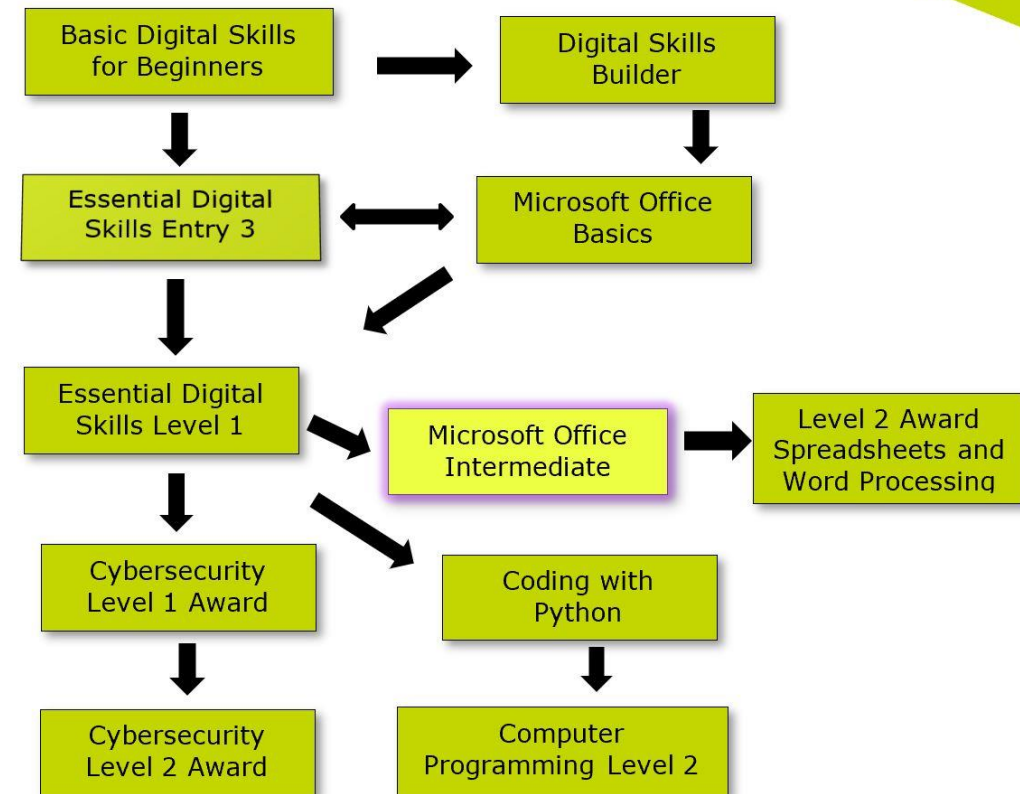 Basic Digital Skills
for Beginners
Digital Skills
Builder
Essential Digital
Skills Entry 3
Microsoft Office
Basics
Essential Digital
Skills Level 1
Microsoft Office
Intermediate
Level 2 Award
Spreadsheets and
Word Processing
Cybersecurity
Level 1 Award
Coding with
Python
Cybersecurity
Level 2 Award
Computer
Programming Level 2